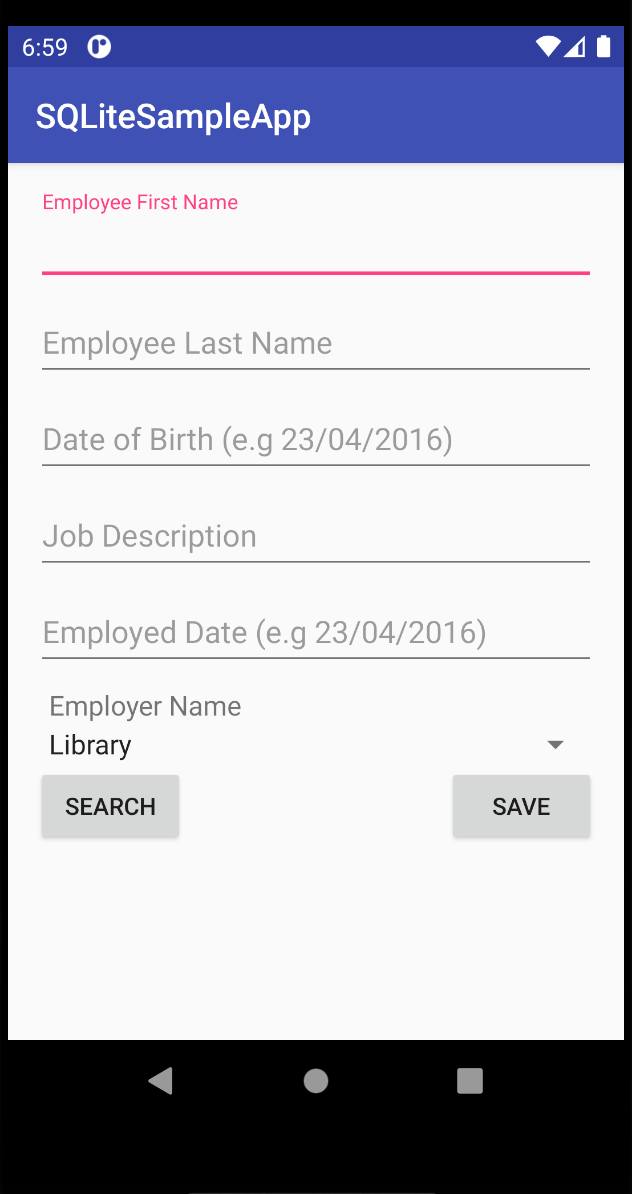 6:59
SQLiteSampleApp
Employee First Name
Employee Last Name
Date of Birth (e.g 23/04/2016)
Job Description
Employed Date (e.g 23/04/2016)
Employer Name
Library
SEARCH SAVE